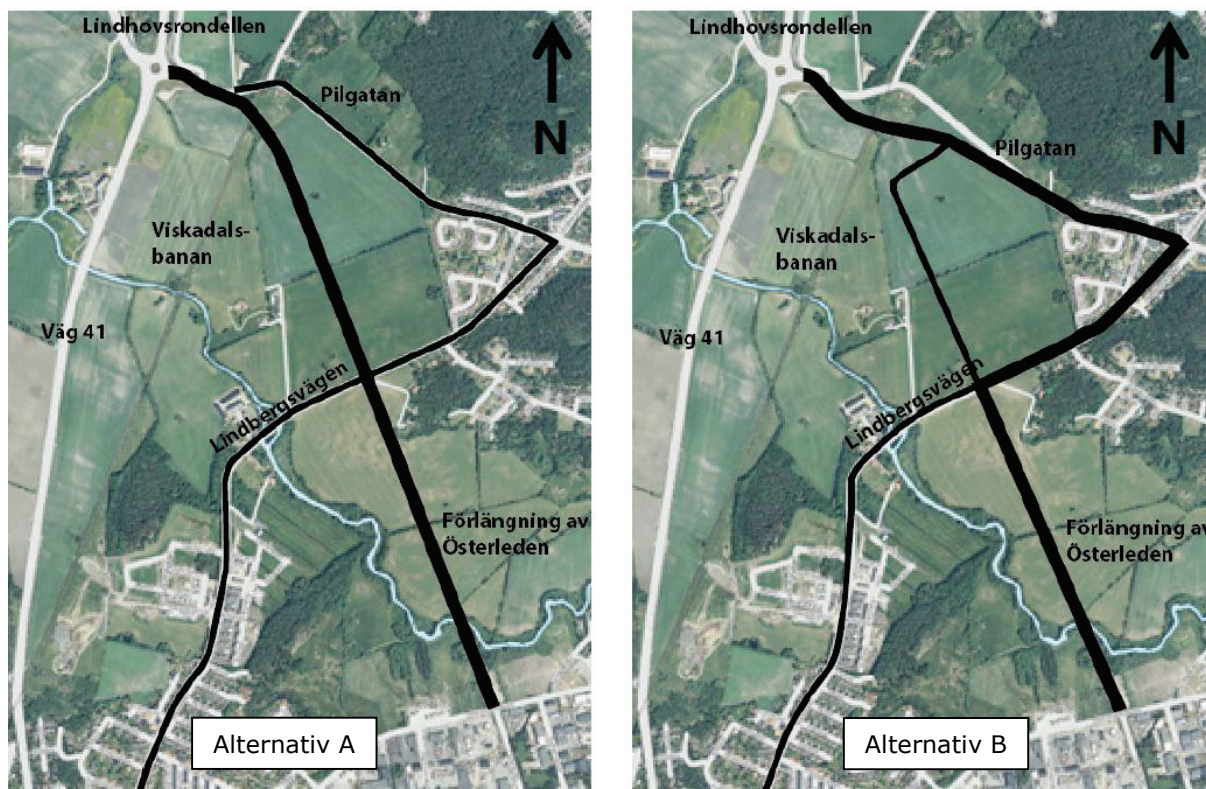 Lindhovsrondellen
Pilgatan
N
Viskadals-
banan
Väg 41
Lindbergsvägen
Förlängning av
Österleden
Alternativ A
Lindhovsrondellen
Pilgatan
N
Viskadals-
banan
Väg 41
Lindbergsvägen
Förlängning av
Österleden
Alternativ B